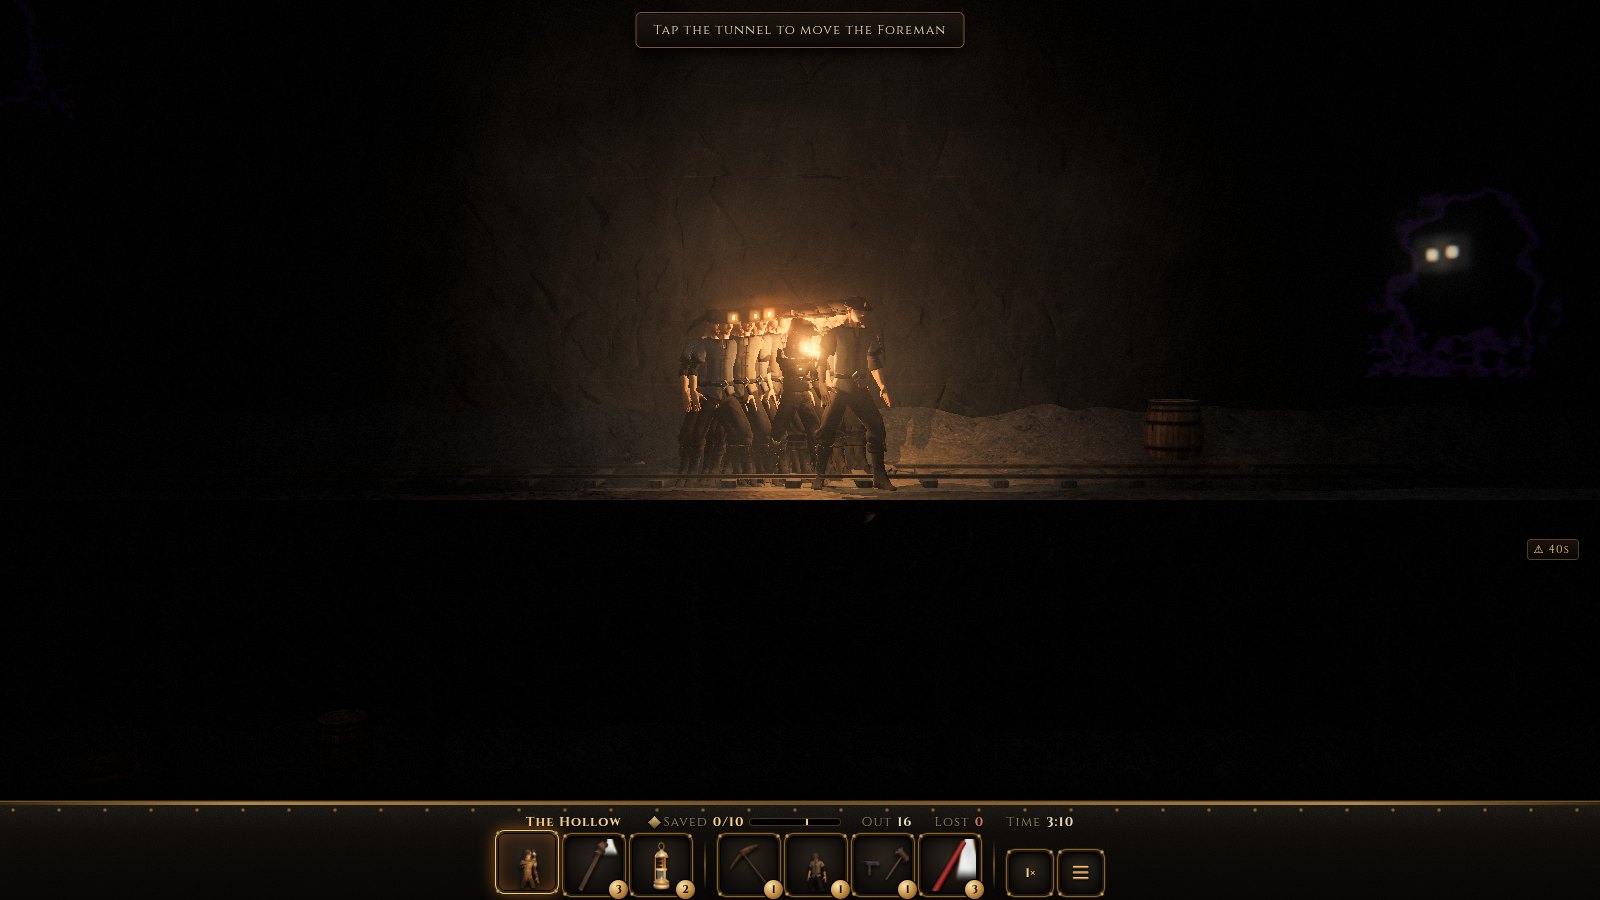 Tap the tunnel to move the Foreman
⚠ 40s
The Hollow Saved 0/10 Out 16 Lost 0 Time 3:10
3 2 1 1 1 3 1×